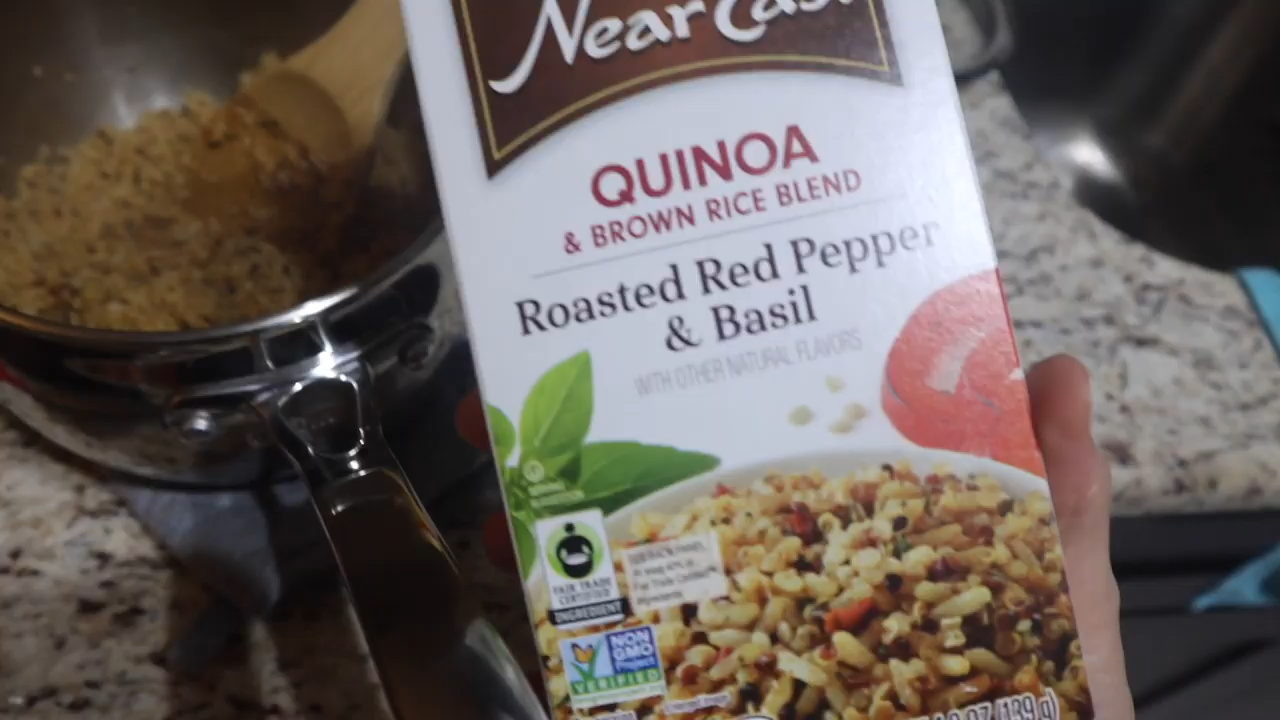 Near East
QUINOA
& BROWN RICE BLEND
Roasted Red Pepper
& Basil
WITH OTHER NATURAL FLAVORS
FAIR TRADE
CERTIFIED
INGREDIENT
NON
GMO
Project
VERIFIED
(139 g)